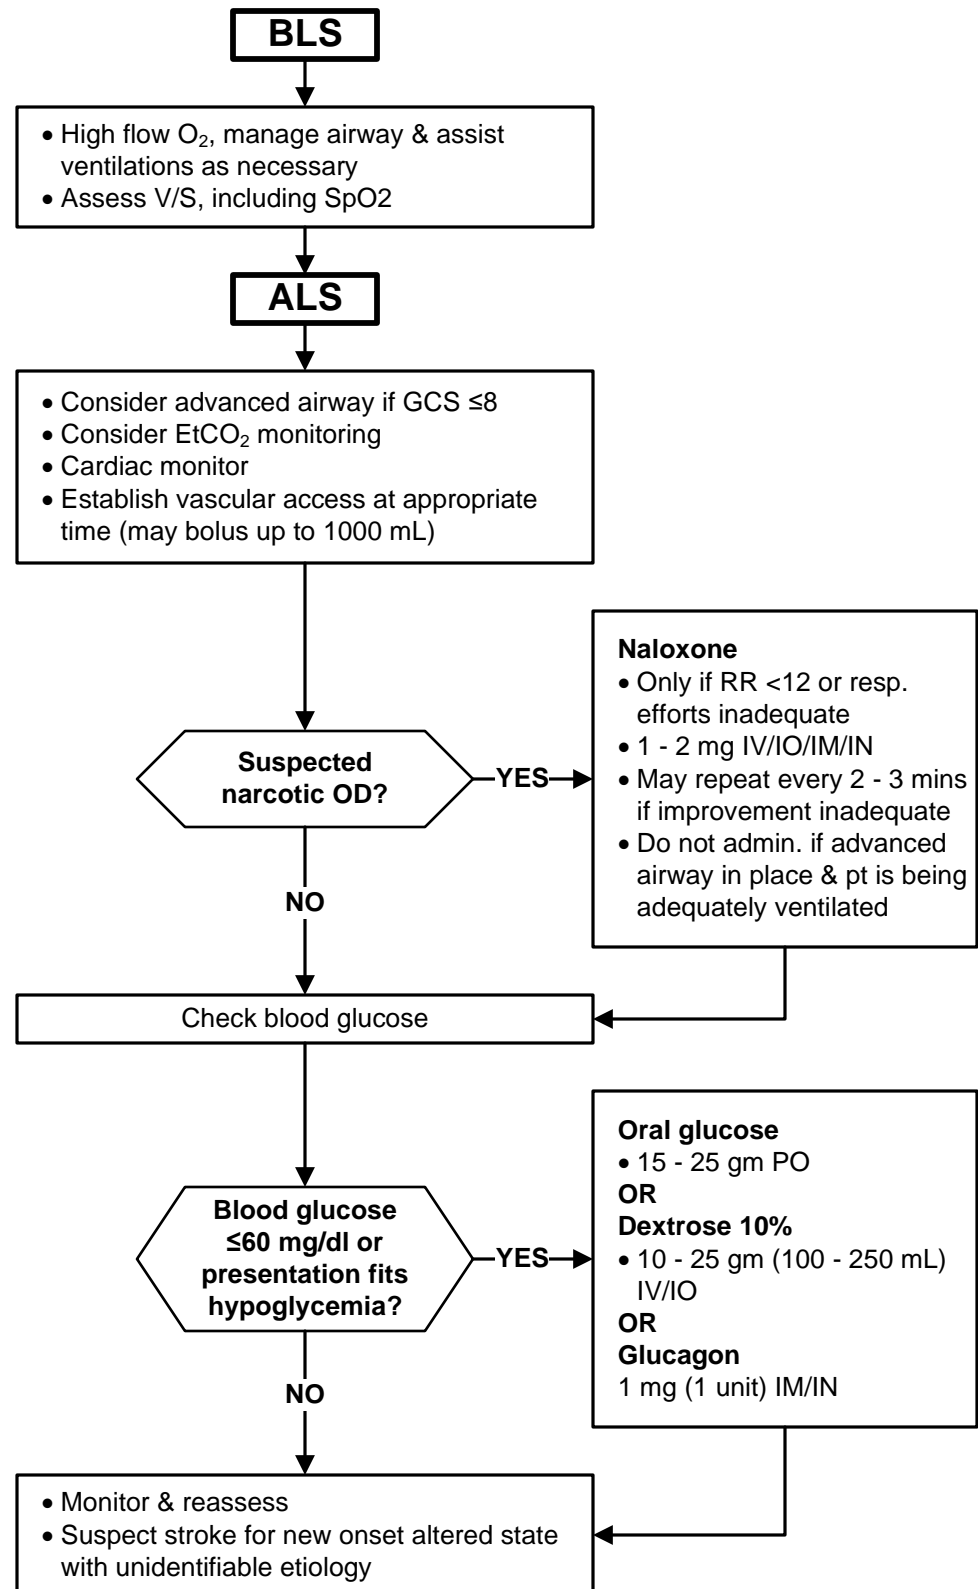 BLS
• High flow O₂, manage airway & assist
ventilations as necessary
• Assess V/S, including SpO2
ALS
• Consider advanced airway if GCS ≤8
• Consider EtCO₂ monitoring
• Cardiac monitor
• Establish vascular access at appropriate
time (may bolus up to 1000 mL)
Suspected
narcotic OD?
YES
Naloxone
• Only if RR <12 or resp.
efforts inadequate
• 1 - 2 mg IV/IO/IM/IN
• May repeat every 2 - 3 mins
if improvement inadequate
• Do not admin. if advanced
airway in place & pt is being
adequately ventilated
NO
Check blood glucose
Blood glucose
≤60 mg/dl or
presentation fits
hypoglycemia?
YES
Oral glucose
• 15 - 25 gm PO
OR
Dextrose 10%
• 10 - 25 gm (100 - 250 mL)
IV/IO
OR
Glucagon
1 mg (1 unit) IM/IN
NO
• Monitor & reassess
• Suspect stroke for new onset altered state
with unidentifiable etiology